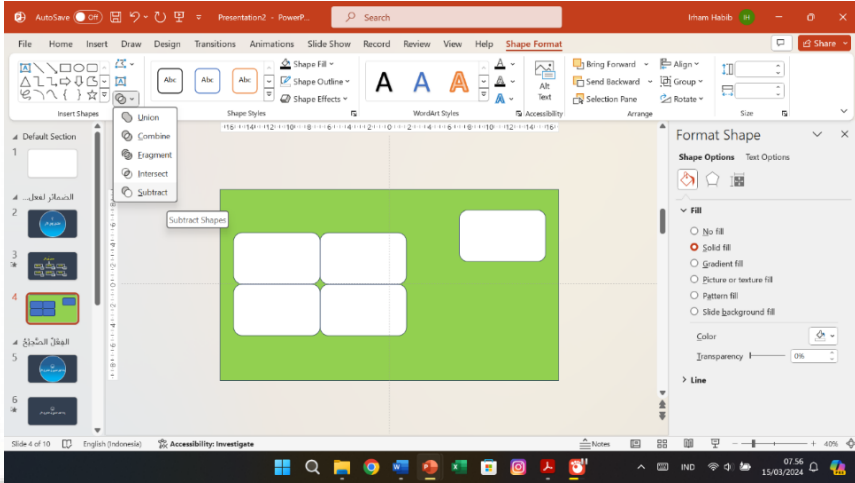 AutoSave Off Presentation2 - PowerP... Search Irham Habib IH
File Home Insert Draw Design Transitions Animations Slide Show Record Review View Help Shape Format Share
Shape Fill
Shape Outline
Shape Effects
Abc Abc Abc
A A A
Alt Text
Bring Forward
Send Backward
Selection Pane
Align
Group
Rotate
Insert Shapes Shape Styles WordArt Styles Accessibility Arrange Size
Union
Combine
Fragment
Intersect
Subtract
Subtract Shapes
Default Section
1
الضمائر لفعل...
2
3
4
الفِعْلُ الصَّحِيْحُ
5
6
Format Shape
Shape Options Text Options
Fill
No fill
Solid fill
Gradient fill
Picture or texture fill
Pattern fill
Slide background fill
Color
Transparency 0%
Line
Slide 4 of 10 English (Indonesia) Accessibility: Investigate Notes 40%
IND 07.56
15/03/2024